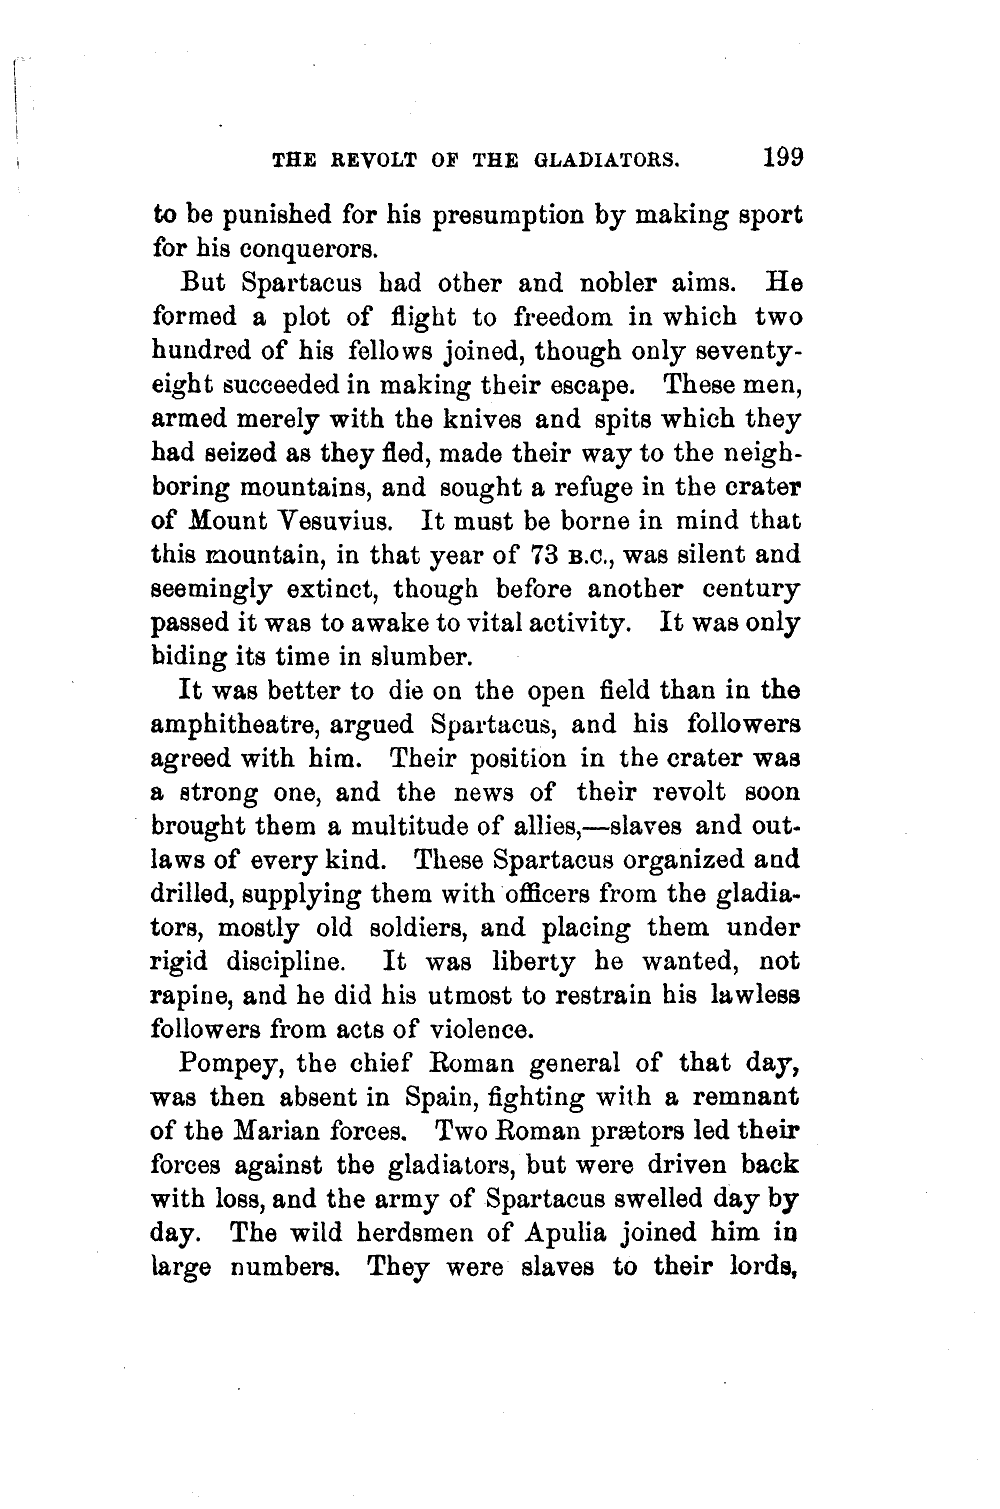 THE REVOLT OF THE GLADIATORS. 199
to be punished for his presumption by making sport
for his conquerors.
But Spartacus had other and nobler aims. He
formed a plot of flight to freedom in which two
hundred of his fellows joined, though only seventy-
eight succeeded in making their escape. These men,
armed merely with the knives and spits which they
had seized as they fled, made their way to the neigh-
boring mountains, and sought a refuge in the crater
of Mount Vesuvius. It must be borne in mind that
this mountain, in that year of 73 B.C., was silent and
seemingly extinct, though before another century
passed it was to awake to vital activity. It was only
biding its time in slumber.
It was better to die on the open field than in the
amphitheatre, argued Spartacus, and his followers
agreed with him. Their position in the crater was
a strong one, and the news of their revolt soon
brought them a multitude of allies,—slaves and out-
laws of every kind. These Spartacus organized and
drilled, supplying them with officers from the gladia-
tors, mostly old soldiers, and placing them under
rigid discipline. It was liberty he wanted, not
rapine, and he did his utmost to restrain his lawless
followers from acts of violence.
Pompey, the chief Roman general of that day,
was then absent in Spain, fighting with a remnant
of the Marian forces. Two Roman prætors led their
forces against the gladiators, but were driven back
with loss, and the army of Spartacus swelled day by
day. The wild herdsmen of Apulia joined him in
large numbers. They were slaves to their lords,